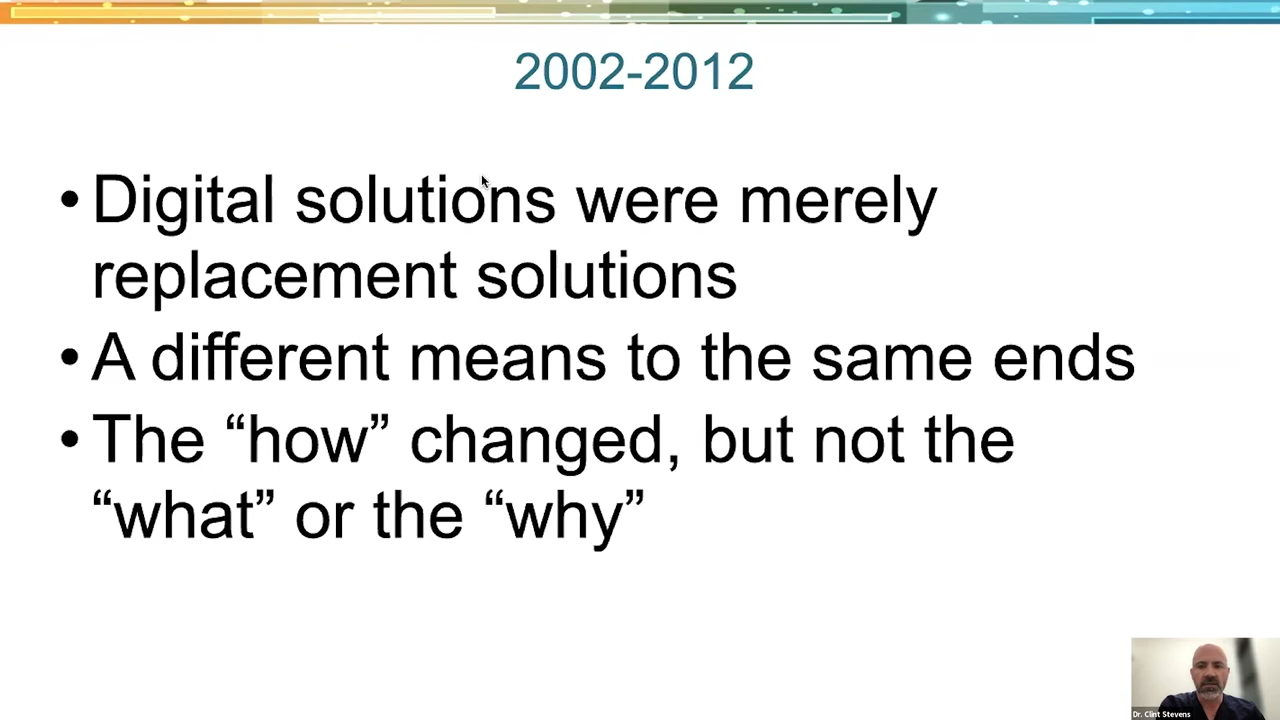 2002-2012
• Digital solutions were merely
replacement solutions
• A different means to the same ends
• The “how” changed, but not the
“what” or the “why”
Dr. Clint Stevens